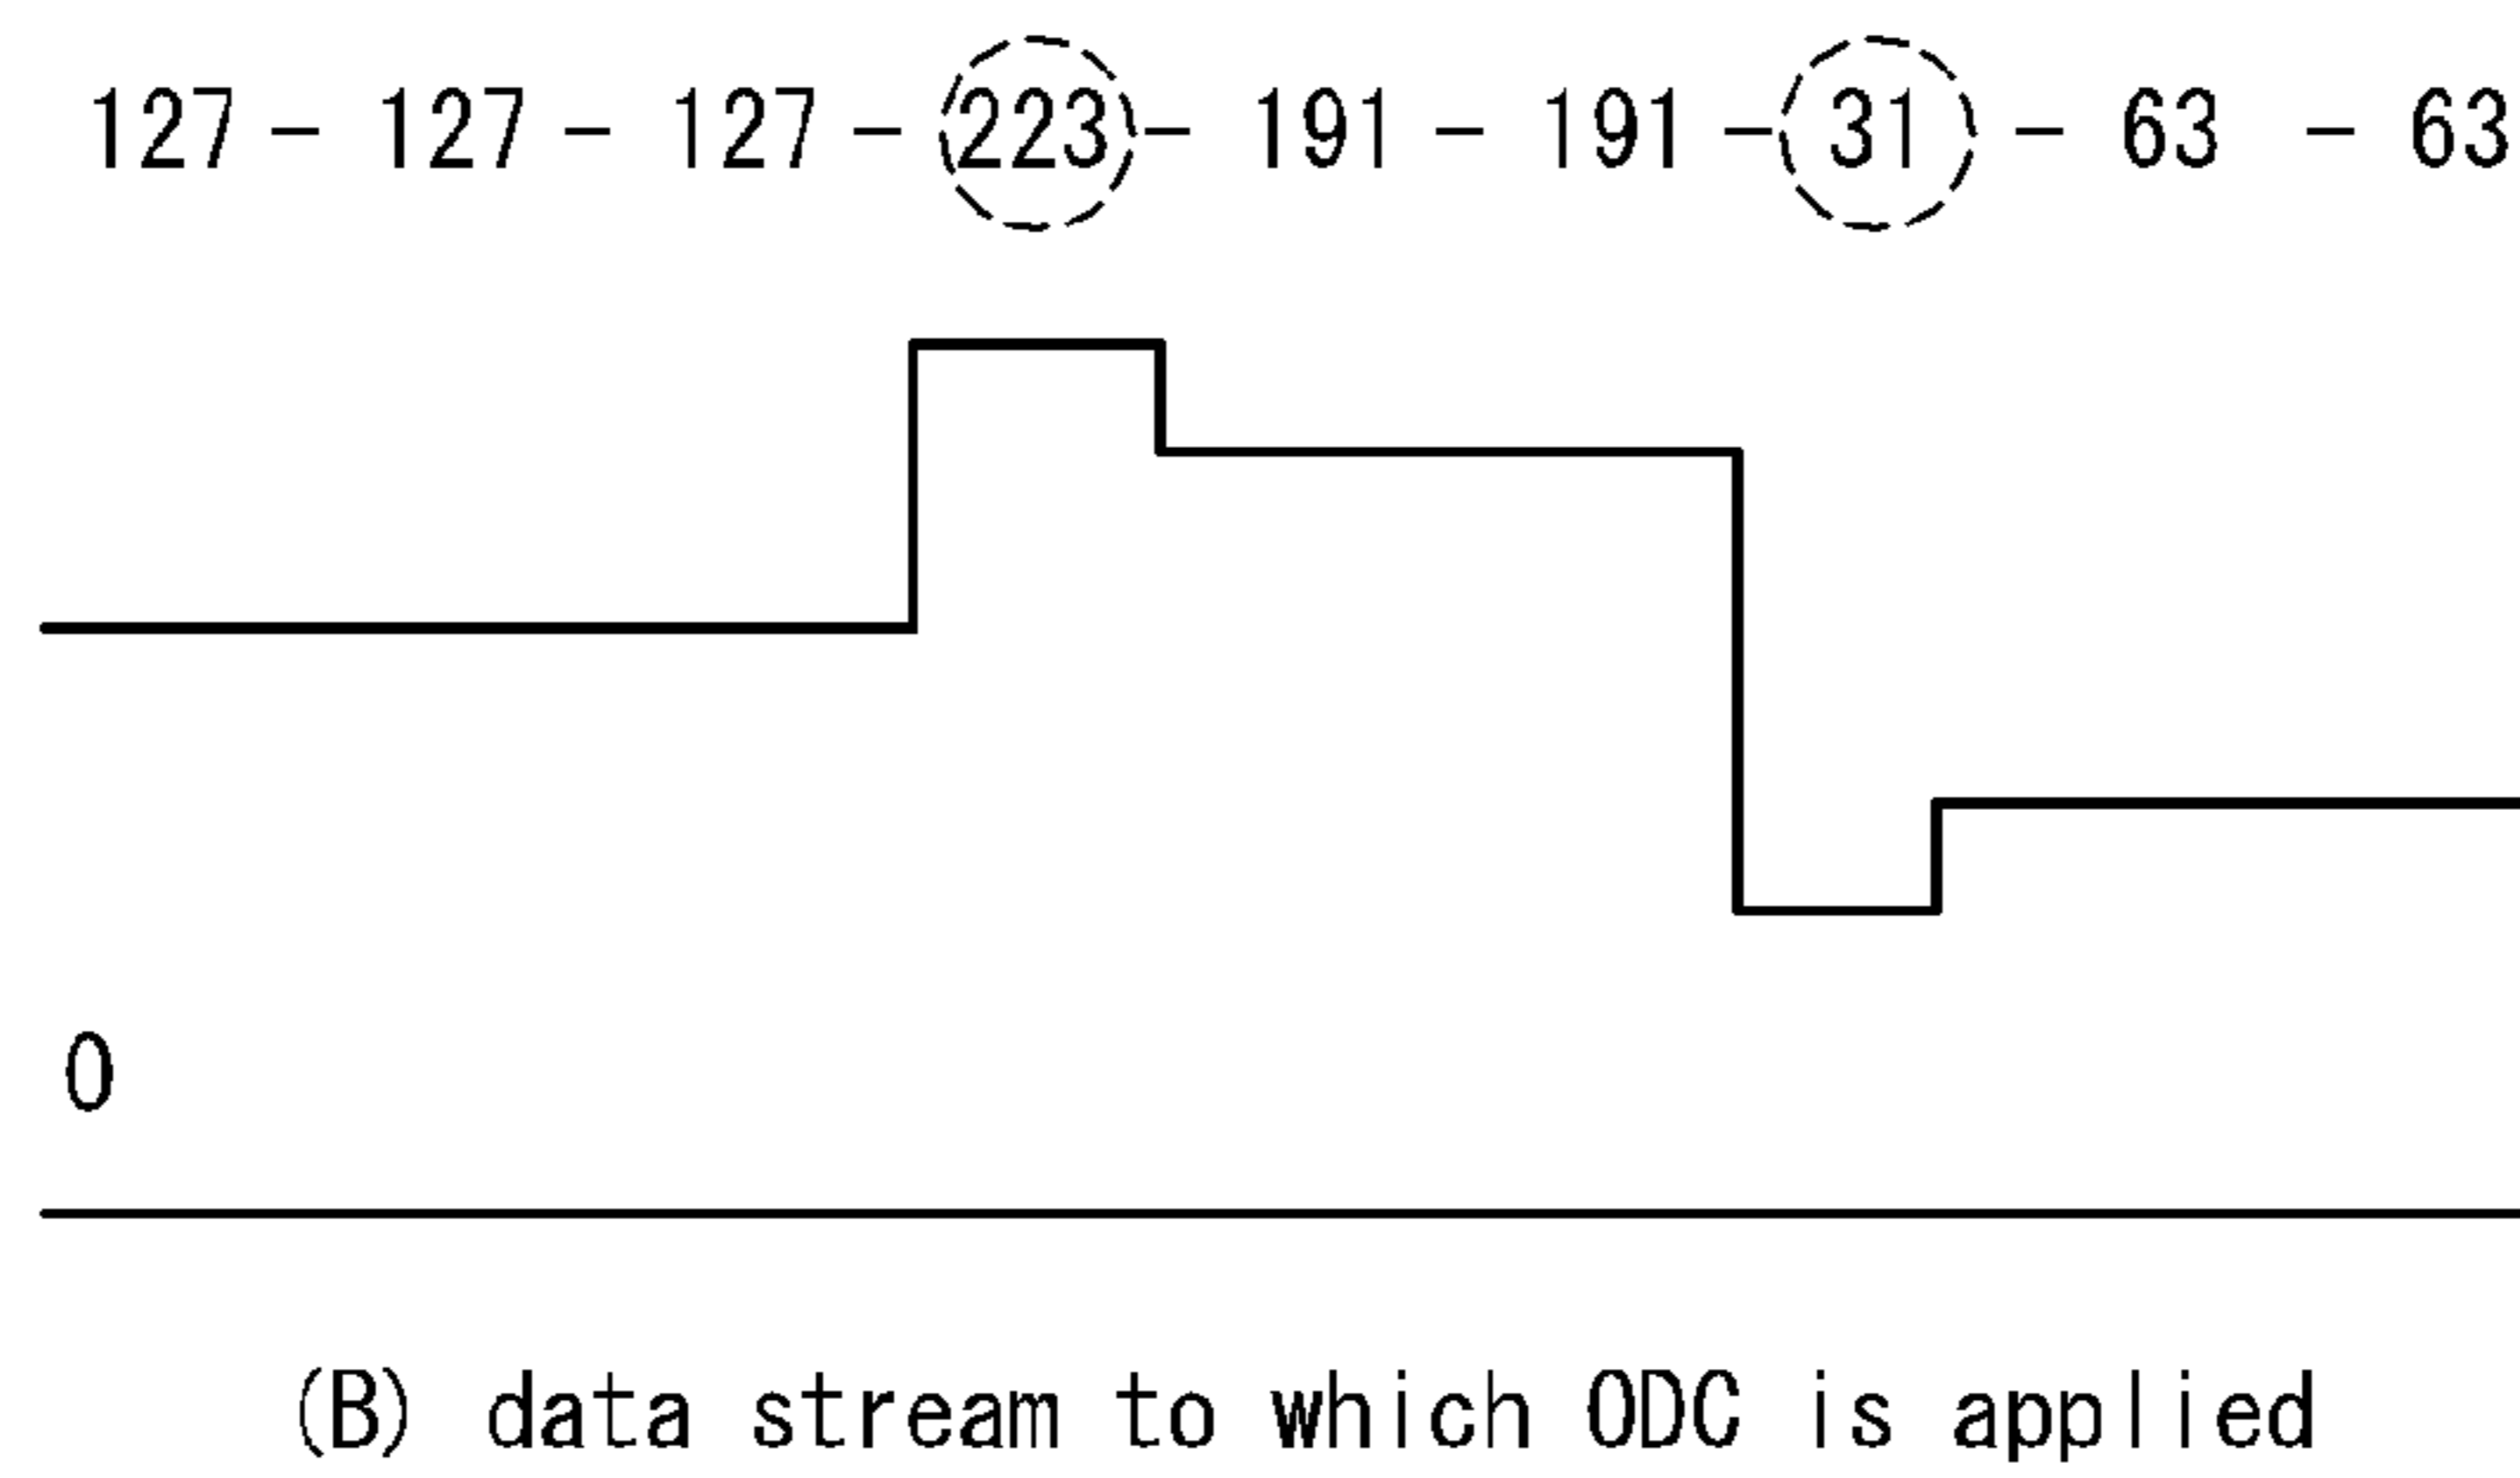 127 - 127 - 127 - 223 - 191 - 191 - 31 - 63 - 63
0
(B) data stream to which ODC is applied